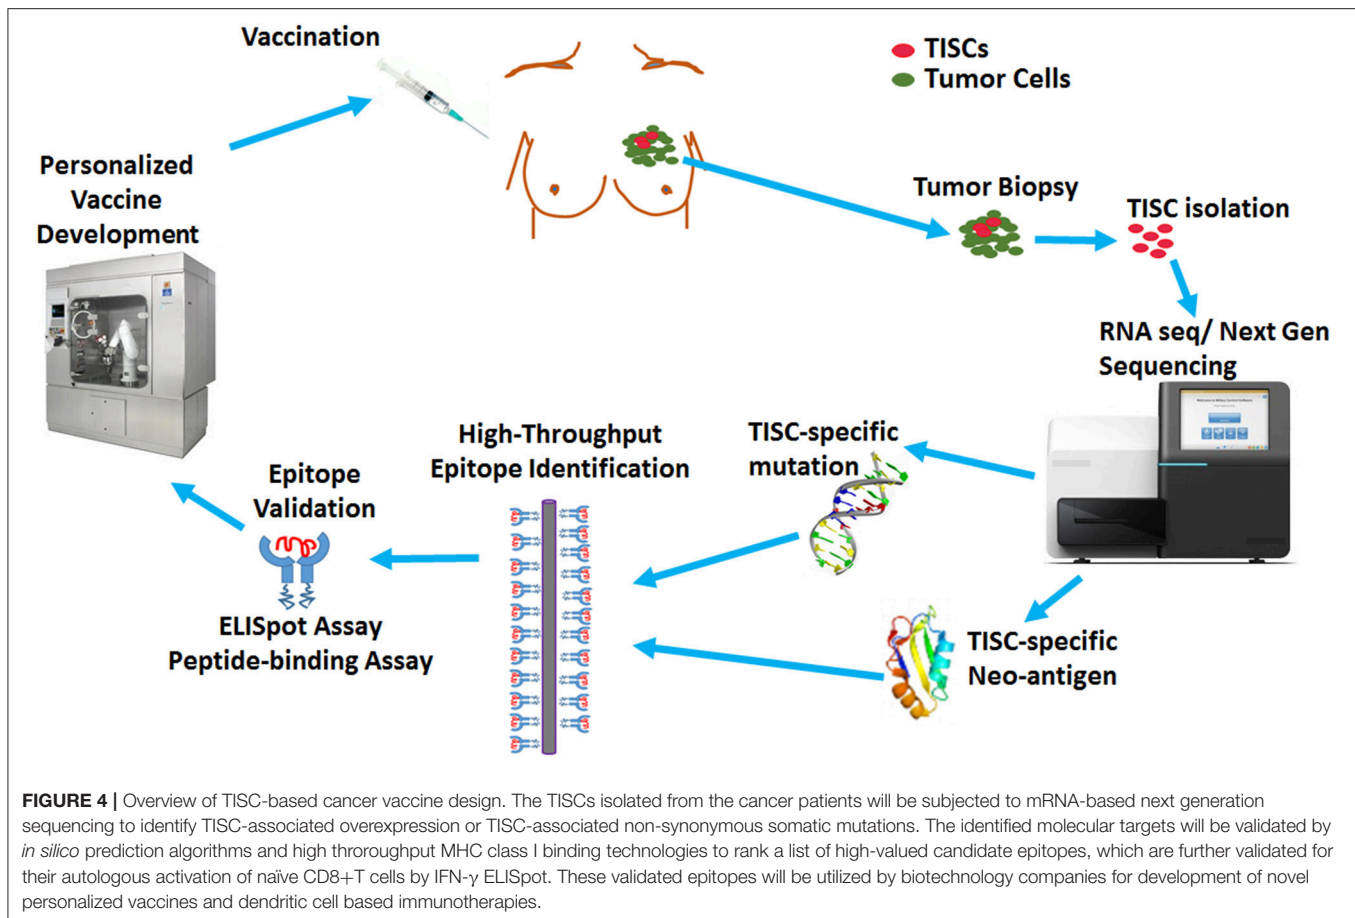 Vaccination
TISCs
Tumor Cells
Personalized
Vaccine
Development
Tumor Biopsy
TISC isolation
RNA seq/ Next Gen
Sequencing
TISC-specific
mutation
High-Throughput
Epitope Identification
Epitope
Validation
ELISpot Assay
Peptide-binding Assay
TISC-specific
Neo-antigen
FIGURE 4 | Overview of TISC-based cancer vaccine design. The TISCs isolated from the cancer patients will be subjected to mRNA-based next generation
sequencing to identify TISC-associated overexpression or TISC-associated non-synonymous somatic mutations. The identified molecular targets will be validated by
in silico prediction algorithms and high throroughput MHC class I binding technologies to rank a list of high-valued candidate epitopes, which are further validated for
their autologous activation of naïve CD8+T cells by IFN-γ ELISpot. These validated epitopes will be utilized by biotechnology companies for development of novel
personalized vaccines and dendritic cell based immunotherapies.